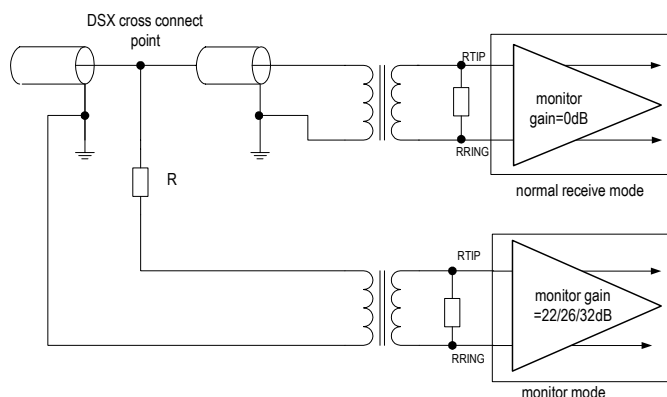 DSX cross connect
point
RTIP
monitor
gain=0dB
RRING
normal receive mode
R
RTIP
monitor gain
=22/26/32dB
RRING
monitor mode